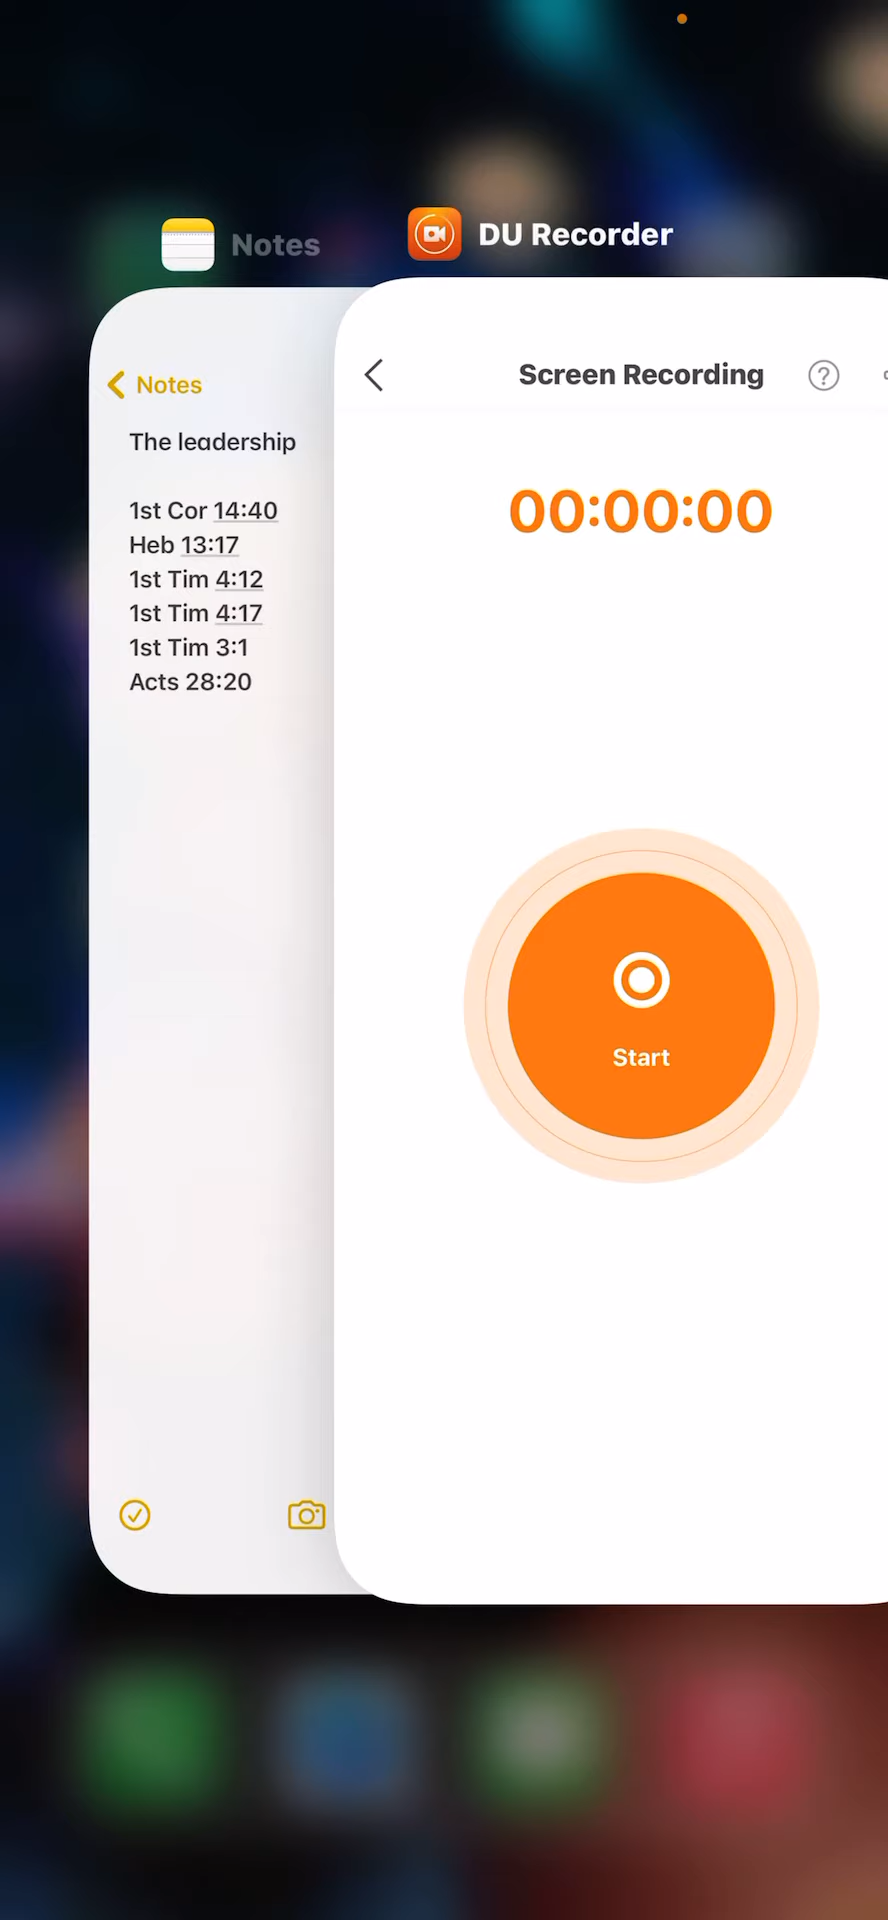 Notes
DU Recorder
Notes
The leadership
1st Cor 14:40
Heb 13:17
1st Tim 4:12
1st Tim 4:17
1st Tim 3:1
Acts 28:20
Screen Recording
?
00:00:00
Start